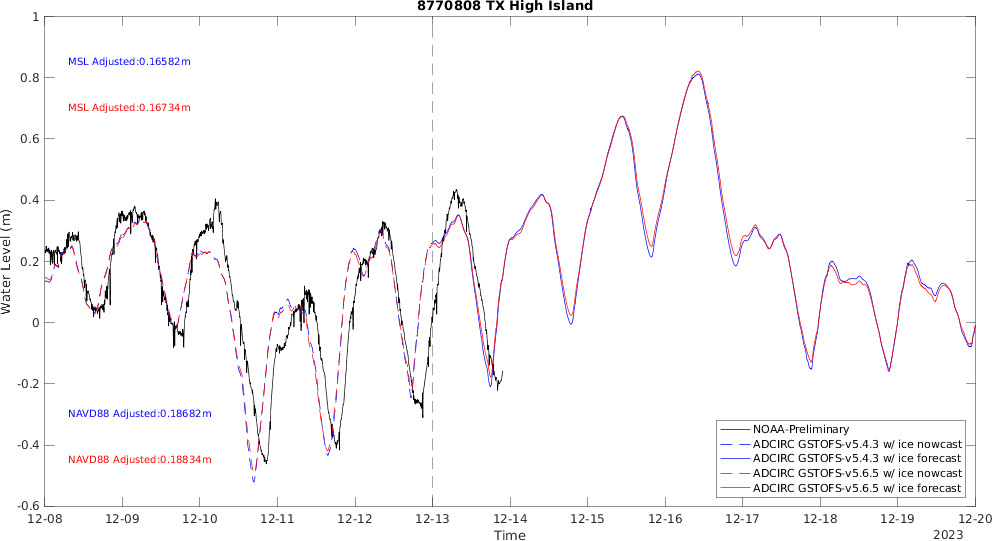 8770808 TX High Island
1
0.8
0.6
0.4
0.2
0
-0.2
-0.4
-0.6
Water Level (m)
MSL Adjusted:0.16582m
MSL Adjusted:0.16734m
NAVD88 Adjusted:0.18682m
NAVD88 Adjusted:0.18834m
NOAA-Preliminary
ADCIRC GSTOFS-v5.4.3 w/ ice nowcast
ADCIRC GSTOFS-v5.4.3 w/ ice forecast
ADCIRC GSTOFS-v5.6.5 w/ ice nowcast
ADCIRC GSTOFS-v5.6.5 w/ ice forecast
12-08 12-09 12-10 12-11 12-12 12-13 12-14 12-15 12-16 12-17 12-18 12-19 12-20
Time
2023